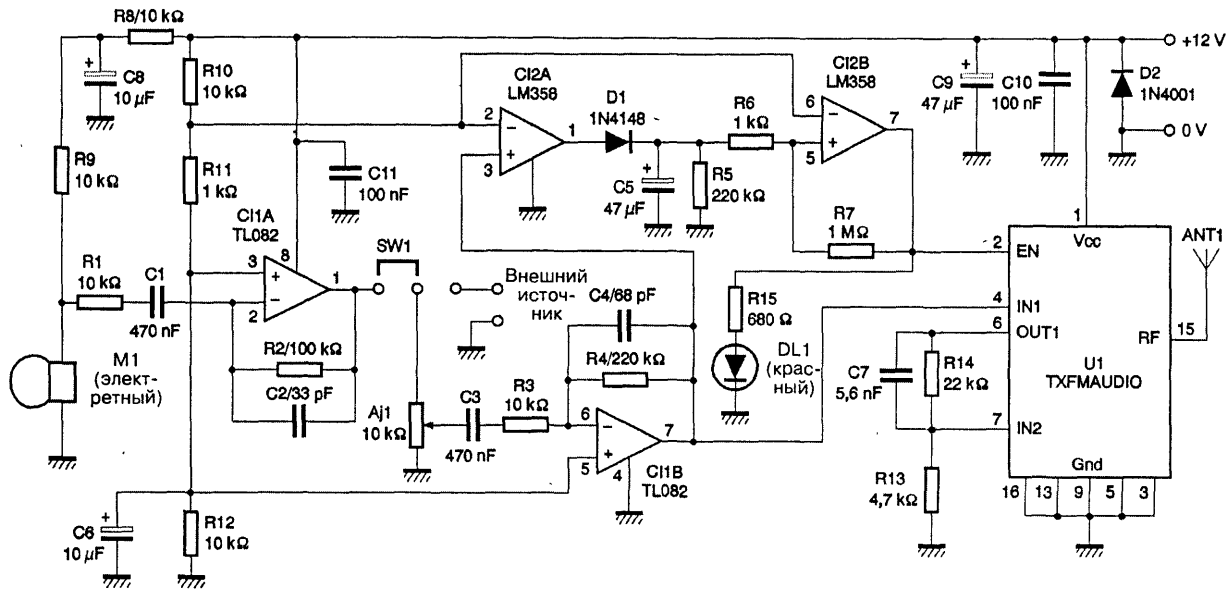 R8/10 kΩ
+
C8
10 µF
R10
10 kΩ
R9
10 kΩ
R11
1 kΩ
C11
100 nF
CI1A
TL082
3
+
8
1
−
2
R1
10 kΩ
C1
470 nF
R2/100 kΩ
C2/33 pF
M1
(элект-
ретный)
SW1
Внешний
источ-
ник
Aj1
10 kΩ
C3
470 nF
R3
10 kΩ
C4/68 pF
R4/220 kΩ
6
−
7
+
5
4
CI1B
TL082
+
C6
10 µF
R12
10 kΩ
CI2A
LM358
2
−
1
+
3
D1
1N4148
+
C5
47 µF
R5
220 kΩ
R6
1 kΩ
CI2B
LM358
6
−
7
5
+
R7
1 MΩ
R15
680 Ω
DL1
(крас-
ный)
+
C9
47 µF
C10
100 nF
D2
1N4001
+12 V
0 V
1
Vcc
2
EN
4
IN1
6
OUT1
7
IN2
RF
15
ANT1
U1
TXFMAUDIO
Gnd
16
13
9
5
3
C7
5,6 nF
R14
22 kΩ
R13
4,7 kΩ